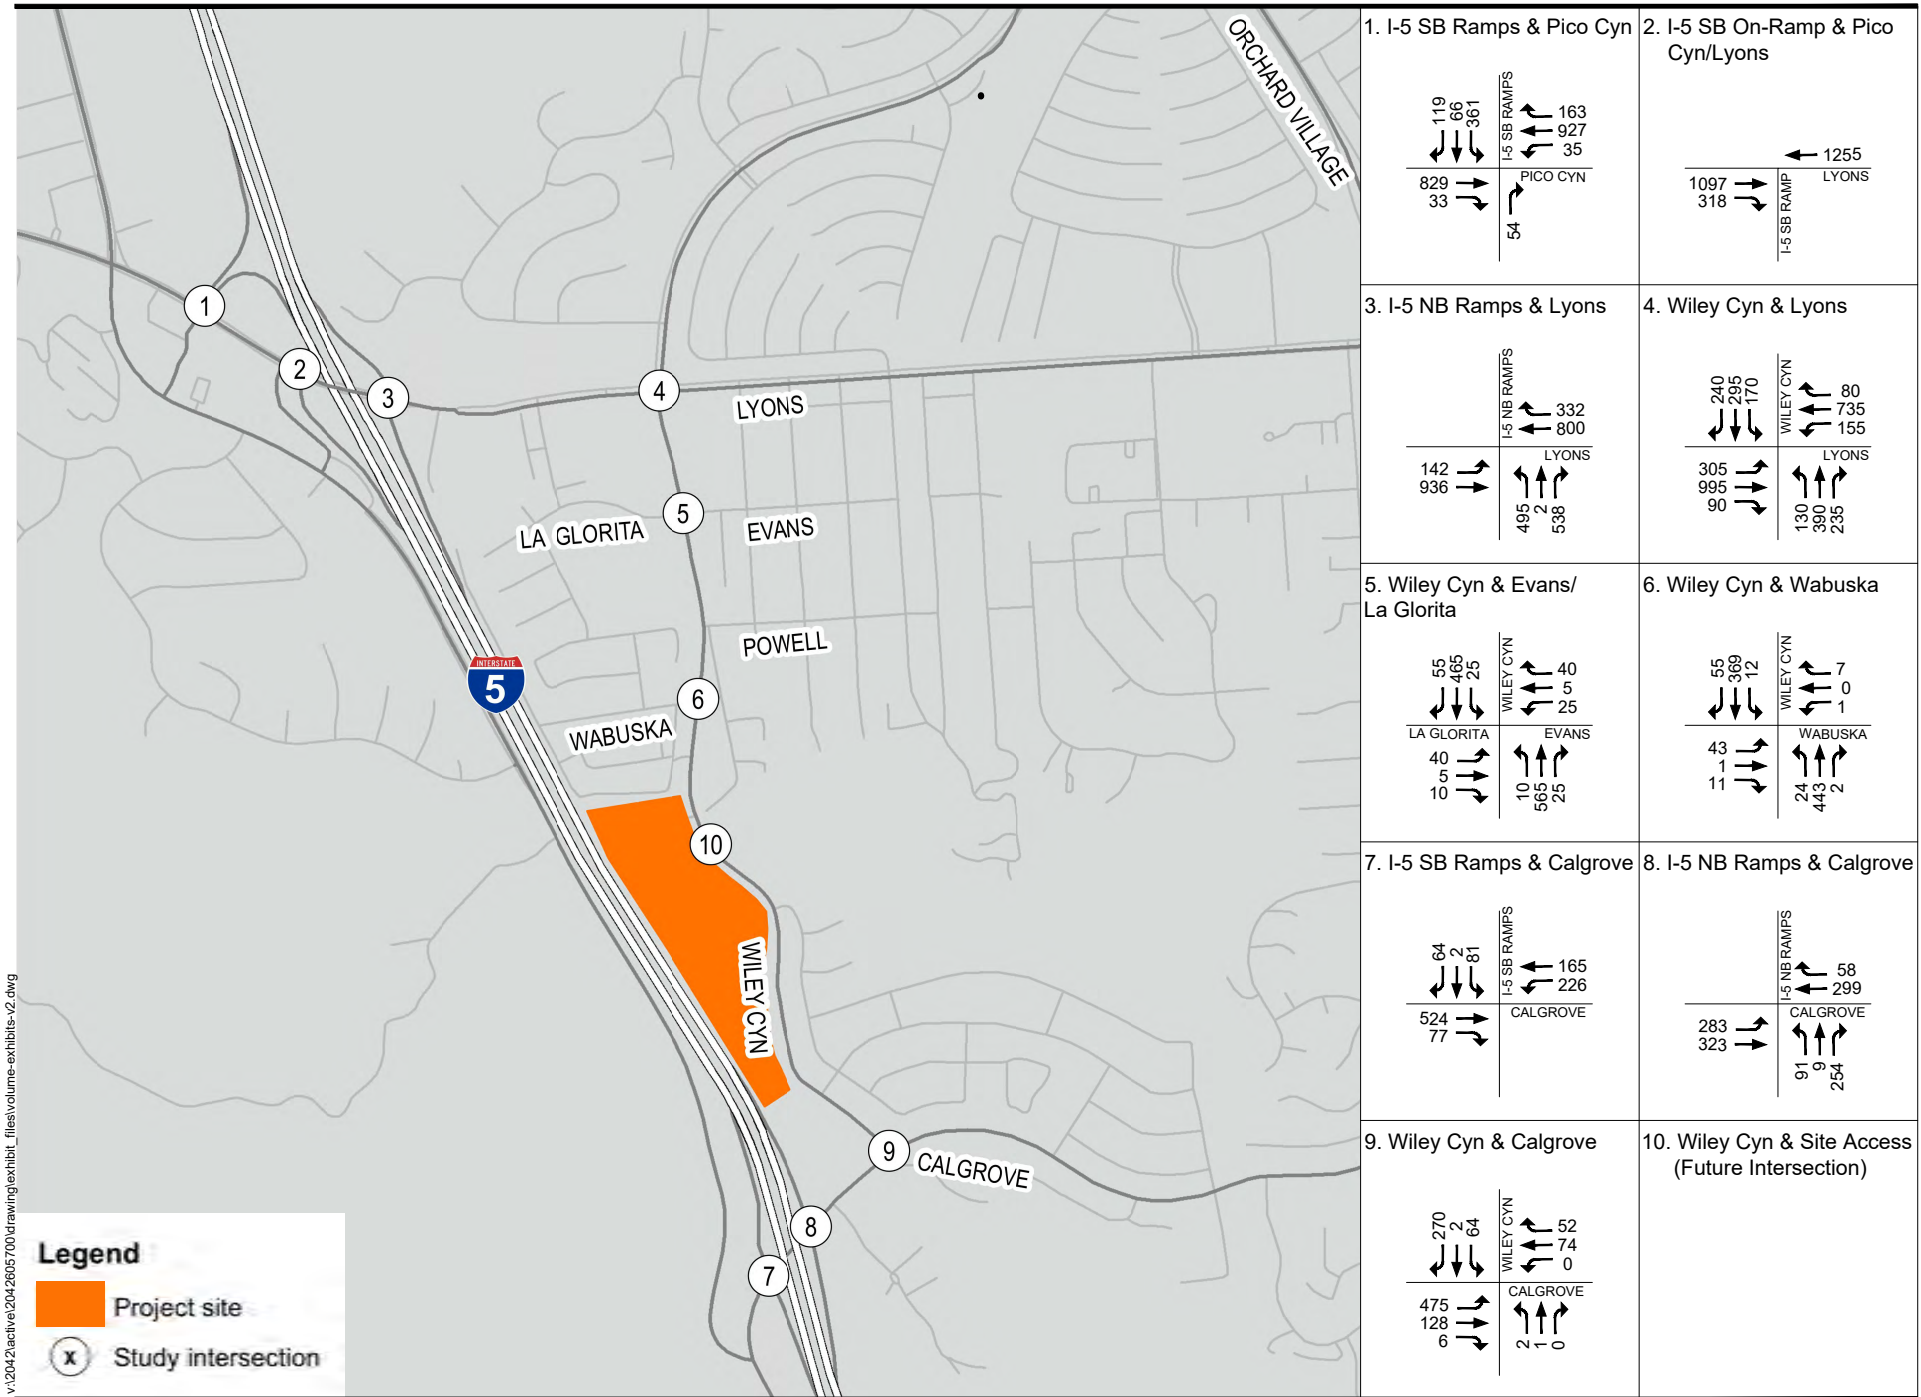 ORCHARD VILLAGE
1
2
3
4
LYONS
5
LA GLORITA
EVANS
POWELL
INTERSTATE
5
6
WABUSKA
10
WILEY CYN
9
CALGROVE
8
7
Legend
Project site
x Study intersection
v:\2042\active\2042605700\drawing\exhibit_files\volume-exhibits-v2.dwg
1. I-5 SB Ramps & Pico Cyn
119 66 361
I-5 SB RAMPS
163
927
35
829
33
PICO CYN
54
2. I-5 SB On-Ramp & Pico
Cyn/Lyons
1255
1097
318
LYONS
I-5 SB RAMP
3. I-5 NB Ramps & Lyons
I-5 NB RAMPS
332
800
LYONS
142
936
495 2 538
4. Wiley Cyn & Lyons
240 295 170
WILEY CYN
80
735
155
LYONS
305
995
90
130 390 235
5. Wiley Cyn & Evans/
La Glorita
55 465 25
WILEY CYN
40
5
25
LA GLORITA
EVANS
40
5
10
10 565 25
6. Wiley Cyn & Wabuska
55 369 12
WILEY CYN
7
0
1
WABUSKA
43
1
11
24 443 2
7. I-5 SB Ramps & Calgrove
64 2 81
I-5 SB RAMPS
165
226
CALGROVE
524
77
8. I-5 NB Ramps & Calgrove
I-5 NB RAMPS
58
299
CALGROVE
283
323
91 9 254
9. Wiley Cyn & Calgrove
270 2 64
WILEY CYN
52
74
0
CALGROVE
475
128
6
2 1 0
10. Wiley Cyn & Site Access
(Future Intersection)